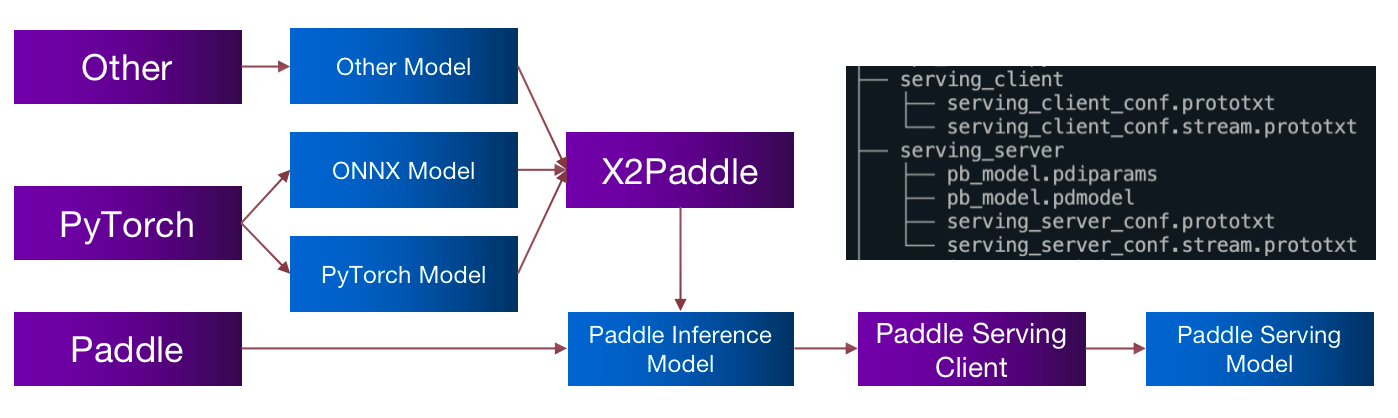 Other
Other Model
ONNX Model
PyTorch
PyTorch Model
X2Paddle
Paddle
Paddle Inference
Model
Paddle Serving
Client
Paddle Serving
Model
serving_client
serving_client_conf.prototxt
serving_client_conf.stream.prototxt
serving_server
pb_model.pdiparams
pb_model.pdmodel
serving_server_conf.prototxt
serving_server_conf.stream.prototxt